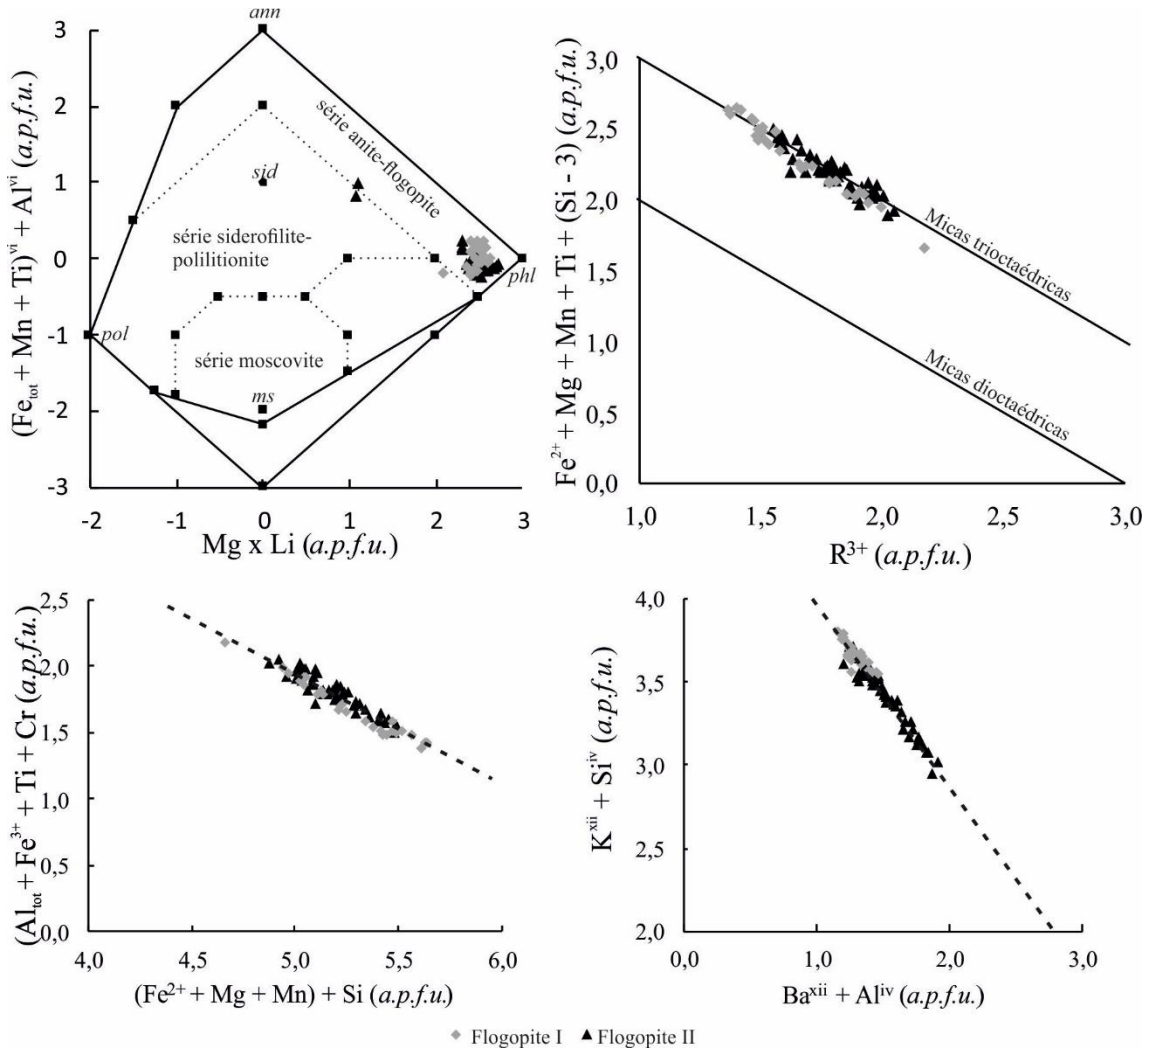 ann
3
2
1
0
-1
-2
-3
-2
-1
0
1
2
3
(Fe_tot + Mn + Ti)^vi + Al^vi (a.p.f.u.)
Mg x Li (a.p.f.u.)
série anite-flogopite
sid
série siderofilite-
polilitionite
phl
pol
série moscovite
ms
3,0
2,5
2,0
1,5
1,0
0,5
0,0
1,0
1,5
2,0
2,5
3,0
Fe²⁺ + Mg + Mn + Ti + (Si - 3) (a.p.f.u.)
R³⁺ (a.p.f.u.)
Micas trioctaédricas
Micas dioctaédricas
2,5
2,0
1,5
1,0
0,5
0,0
4,0
4,5
5,0
5,5
6,0
(Al_tot + Fe³⁺ + Ti + Cr (a.p.f.u.)
(Fe²⁺ + Mg + Mn) + Si (a.p.f.u.)
4,0
3,5
3,0
2,5
2,0
0,0
1,0
2,0
3,0
K^xii + Si^iv (a.p.f.u.)
Ba^xii + Al^iv (a.p.f.u.)
Flogopite I
Flogopite II